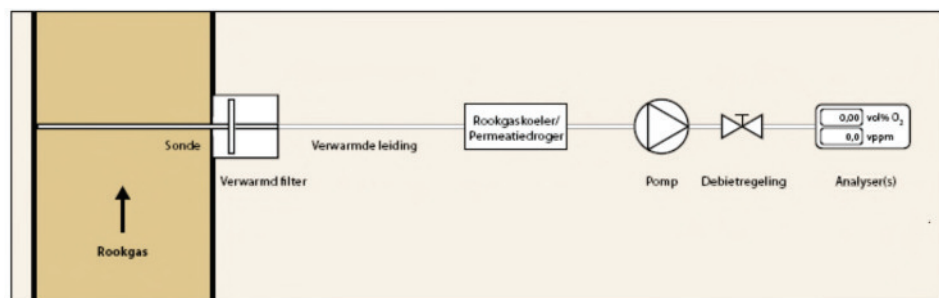 Rookgas
Sonde
Verwarmd filter
Verwarmde leiding
Rookgaskoeler/
Permeatiedroger
Pomp
Debietregeling
0,00 vol% O₂
0,0 vppm
Analyser(s)